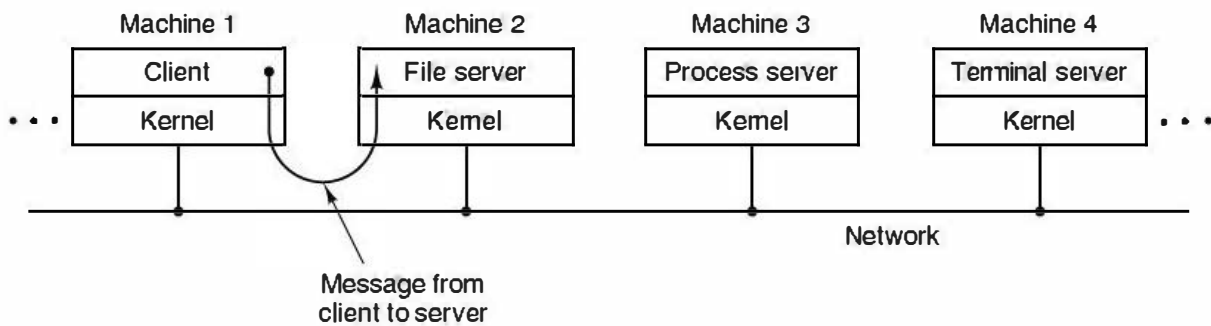 Machine 1
Machine 2
Machine 3
Machine 4
Client
File server
Process server
Terminal server
Kernel
Kernel
Kernel
Kernel
Network
Message from
client to server